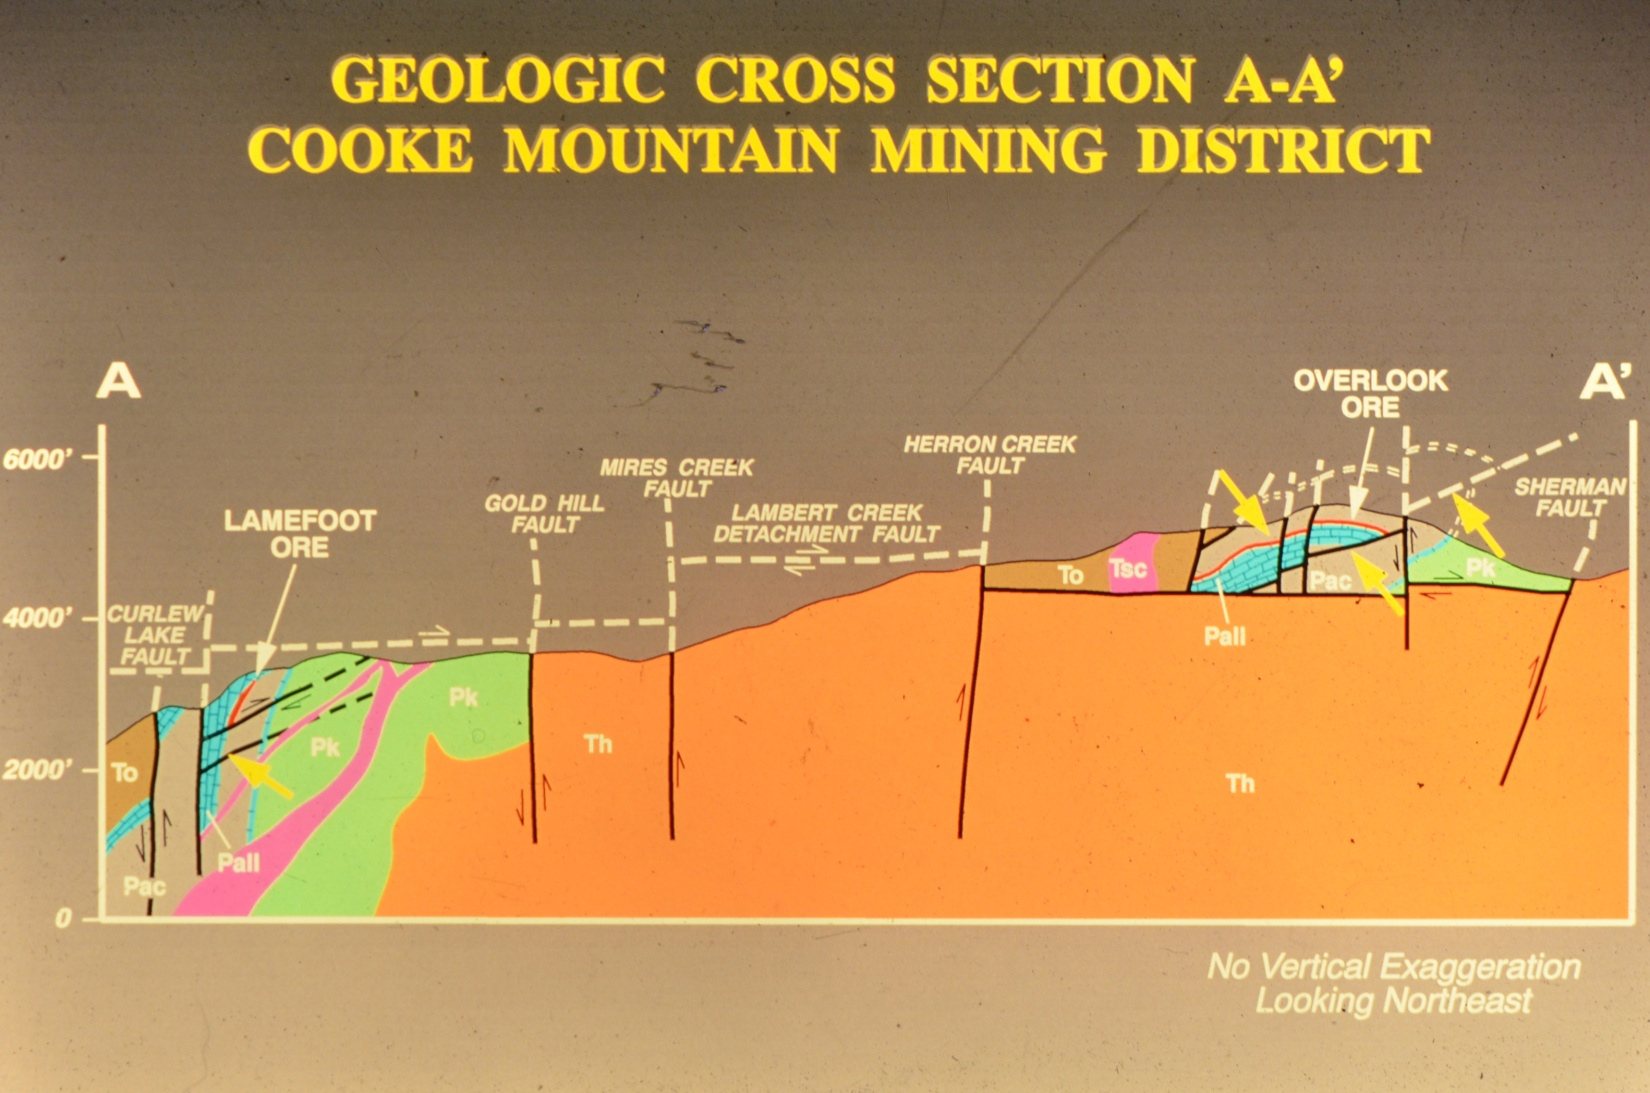 GEOLOGIC CROSS SECTION A-A’
COOKE MOUNTAIN MINING DISTRICT
A
A’
OVERLOOK
ORE
6000’
HERRON CREEK
FAULT
MIRES CREEK
FAULT
SHERMAN
FAULT
GOLD HILL
FAULT
LAMBERT CREEK
DETACHMENT FAULT
LAMEFOOT
ORE
To
Tsc
Pac
Pk
4000’
CURLEW
LAKE
FAULT
Pall
Pk
Pk
Th
2000’
To
Th
Pall
Pac
0
No Vertical Exaggeration
Looking Northeast